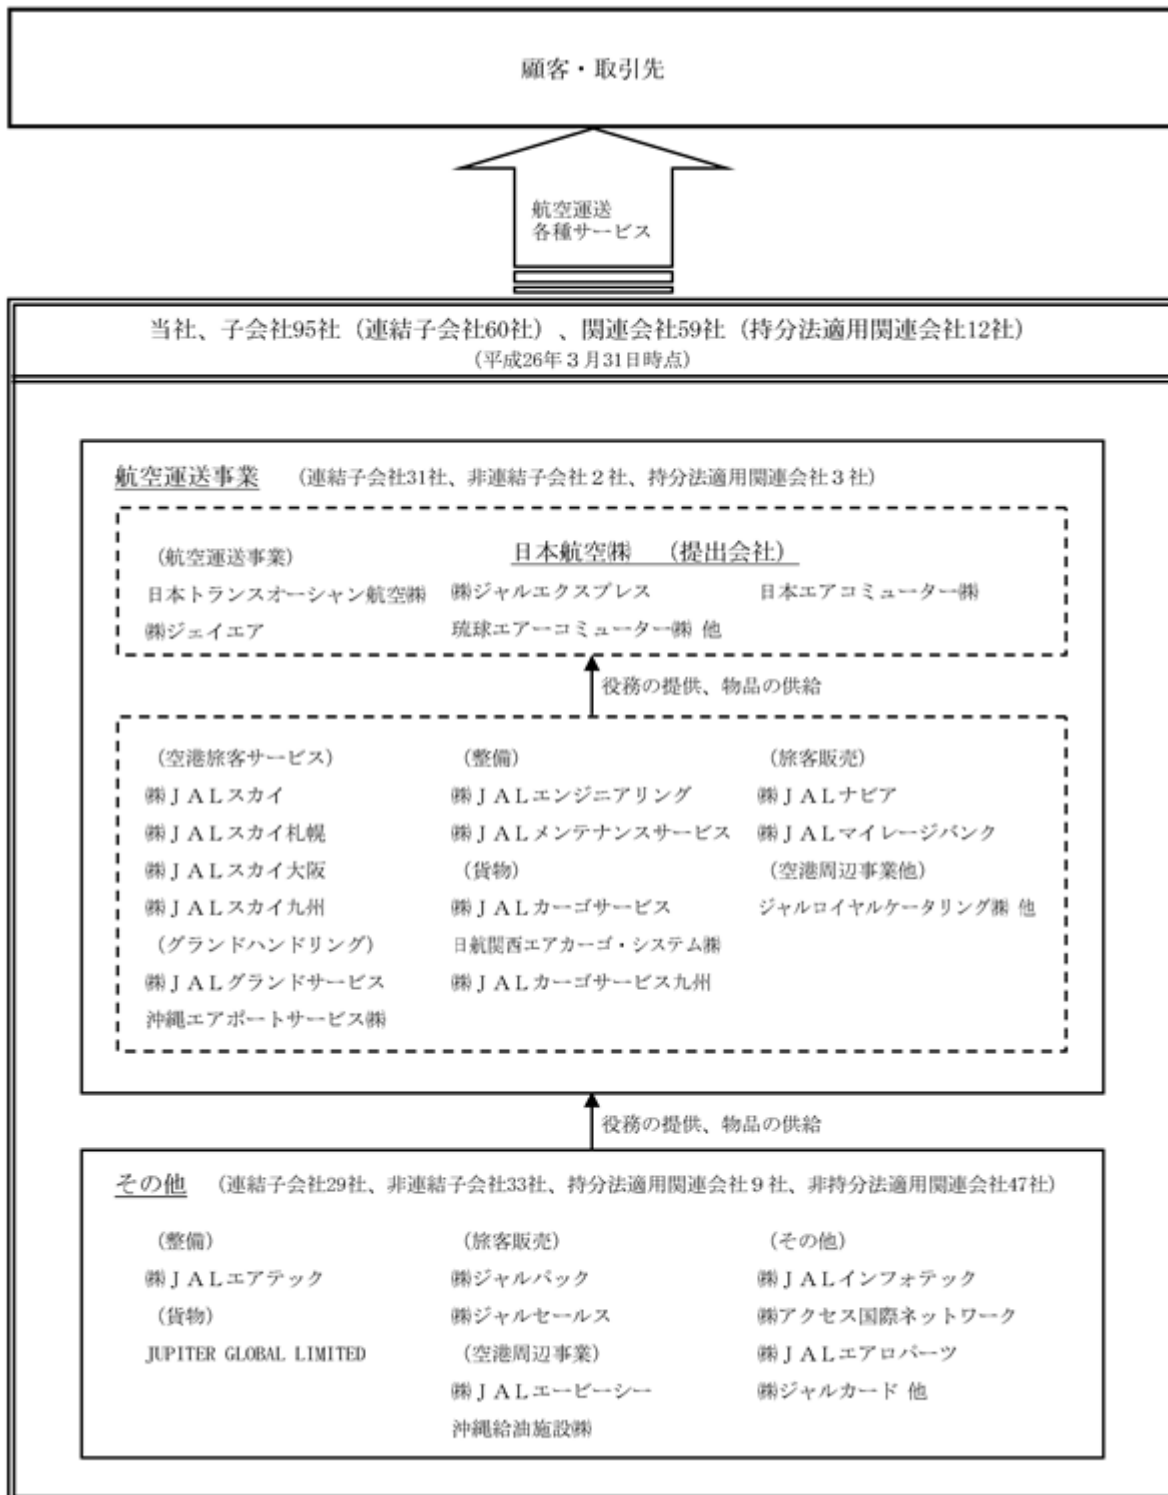 顧客・取引先
航空運送
各種サービス
当社、子会社95社（連結子会社60社）、関連会社59社（持分法適用関連会社12社）
（平成26年３月31日時点）
航空運送事業　（連結子会社31社、非連結子会社２社、持分法適用関連会社３社）
（航空運送事業）　日本航空㈱　（提出会社）
日本トランスオーシャン航空㈱　㈱ジャルエクスプレス　日本エアコミューター㈱
㈱ジェイエア　琉球エアーコミューター㈱ 他
役務の提供、物品の供給
（空港旅客サービス）　（整備）　（旅客販売）
㈱ＪＡＬスカイ　㈱ＪＡＬエンジニアリング　㈱ＪＡＬナビア
㈱ＪＡＬスカイ札幌　㈱ＪＡＬメンテナンスサービス　㈱ＪＡＬマイレージバンク
㈱ＪＡＬスカイ大阪　（貨物）　（空港周辺事業他）
㈱ＪＡＬスカイ九州　㈱ＪＡＬカーゴサービス　ジャルロイヤルケータリング㈱ 他
（グランドハンドリング）　日航関西エアカーゴ・システム㈱
㈱ＪＡＬグランドサービス　㈱ＪＡＬカーゴサービス九州
沖縄エアポートサービス㈱
役務の提供、物品の供給
その他　（連結子会社29社、非連結子会社33社、持分法適用関連会社９社、非持分法適用関連会社47社）
（整備）　（旅客販売）　（その他）
㈱ＪＡＬエアテック　㈱ジャルパック　㈱ＪＡＬインフォテック
（貨物）　㈱ジャルセールス　㈱アクセス国際ネットワーク
JUPITER GLOBAL LIMITED　（空港周辺事業）　㈱ＪＡＬエアロパーツ
㈱ＪＡＬエービーシー　㈱ジャルカード 他
沖縄給油施設㈱